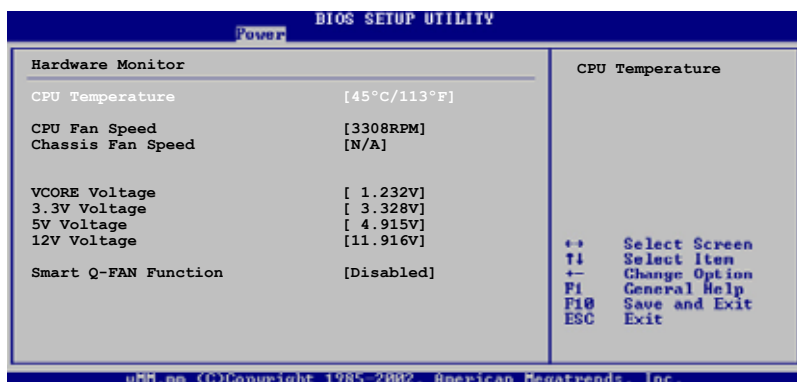 BIOS SETUP UTILITY
Power
Hardware Monitor
CPU Temperature [45°C/113°F]
CPU Fan Speed [3308RPM]
Chassis Fan Speed [N/A]
VCORE Voltage [ 1.232V]
3.3V Voltage [ 3.328V]
5V Voltage [ 4.915V]
12V Voltage [11.916V]
Smart Q-FAN Function [Disabled]
CPU Temperature
↔ Select Screen
↑↓ Select Item
+- Change Option
F1 General Help
F10 Save and Exit
ESC Exit
(C)Copyright 1985-2002, American Megatrends, Inc.